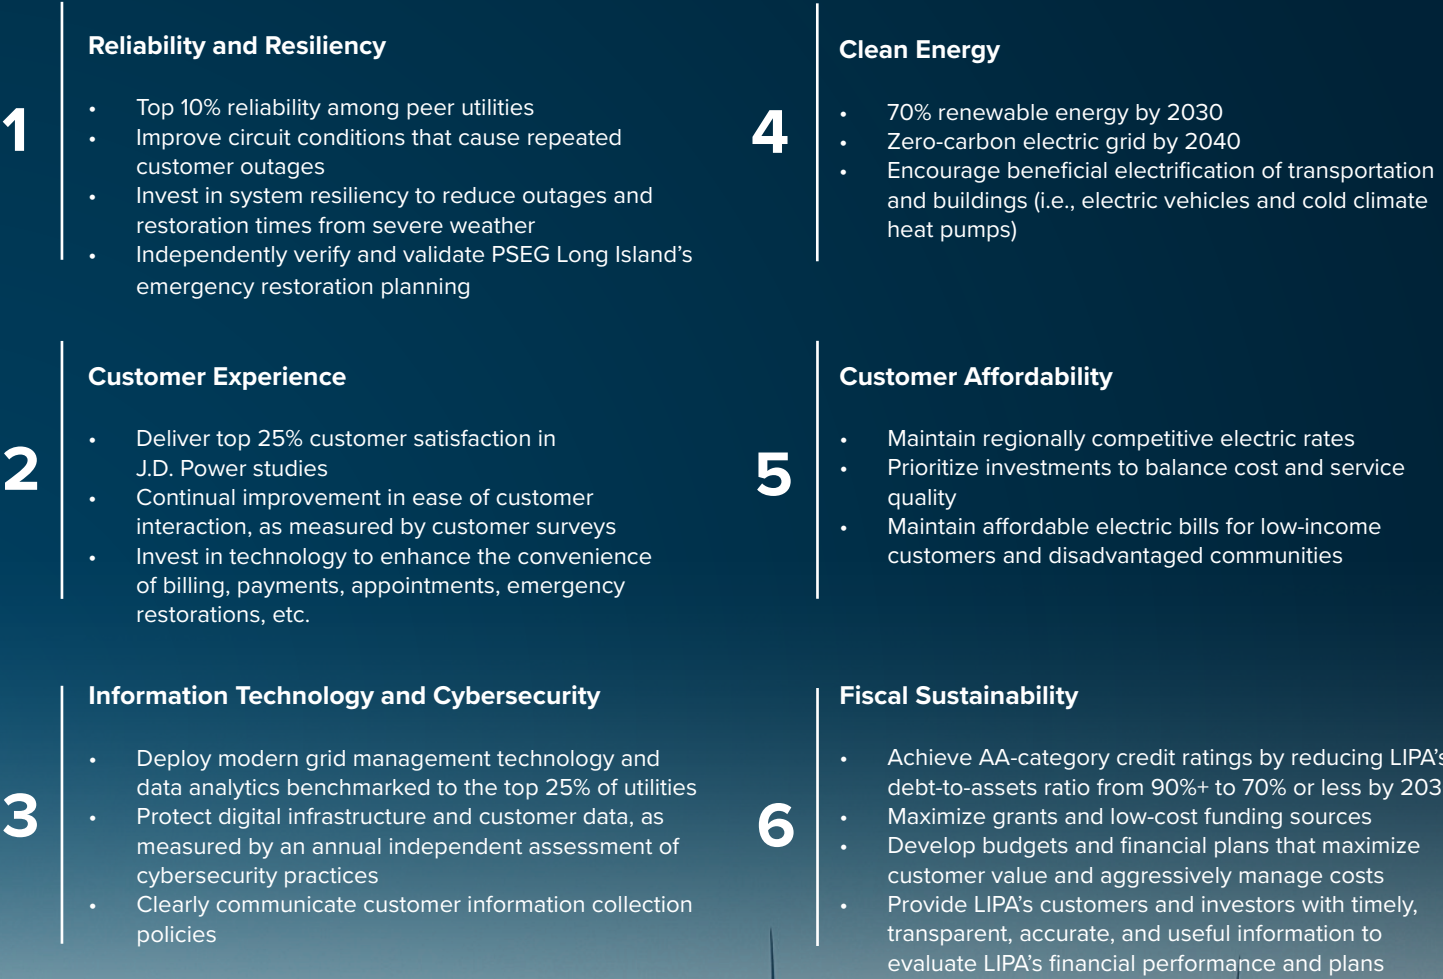 1
Reliability and Resiliency
• Top 10% reliability among peer utilities
• Improve circuit conditions that cause repeated
customer outages
• Invest in system resiliency to reduce outages and
restoration times from severe weather
• Independently verify and validate PSEG Long Island’s
emergency restoration planning
2
Customer Experience
• Deliver top 25% customer satisfaction in
J.D. Power studies
• Continual improvement in ease of customer
interaction, as measured by customer surveys
• Invest in technology to enhance the convenience
of billing, payments, appointments, emergency
restorations, etc.
3
Information Technology and Cybersecurity
• Deploy modern grid management technology and
data analytics benchmarked to the top 25% of utilities
• Protect digital infrastructure and customer data, as
measured by an annual independent assessment of
cybersecurity practices
• Clearly communicate customer information collection
policies
4
Clean Energy
• 70% renewable energy by 2030
• Zero-carbon electric grid by 2040
• Encourage beneficial electrification of transportation
and buildings (i.e., electric vehicles and cold climate
heat pumps)
5
Customer Affordability
• Maintain regionally competitive electric rates
• Prioritize investments to balance cost and service
quality
• Maintain affordable electric bills for low-income
customers and disadvantaged communities
6
Fiscal Sustainability
• Achieve AA-category credit ratings by reducing LIPA’s
debt-to-assets ratio from 90%+ to 70% or less by
• Maximize grants and low-cost funding sources
• Develop budgets and financial plans that maximize
customer value and aggressively manage costs
• Provide LIPA’s customers and investors with timely,
transparent, accurate, and useful information to
evaluate LIPA’s financial performance and plans